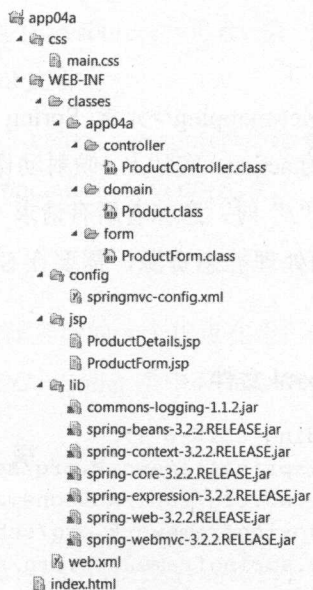 app04a
css
main.css
WEB-INF
classes
app04a
controller
ProductController.class
domain
Product.class
form
ProductForm.class
config
springmvc-config.xml
jsp
ProductDetails.jsp
ProductForm.jsp
lib
commons-logging-1.1.2.jar
spring-beans-3.2.2.RELEASE.jar
spring-context-3.2.2.RELEASE.jar
spring-core-3.2.2.RELEASE.jar
spring-expression-3.2.2.RELEASE.jar
spring-web-3.2.2.RELEASE.jar
spring-webmvc-3.2.2.RELEASE.jar
web.xml
index.html